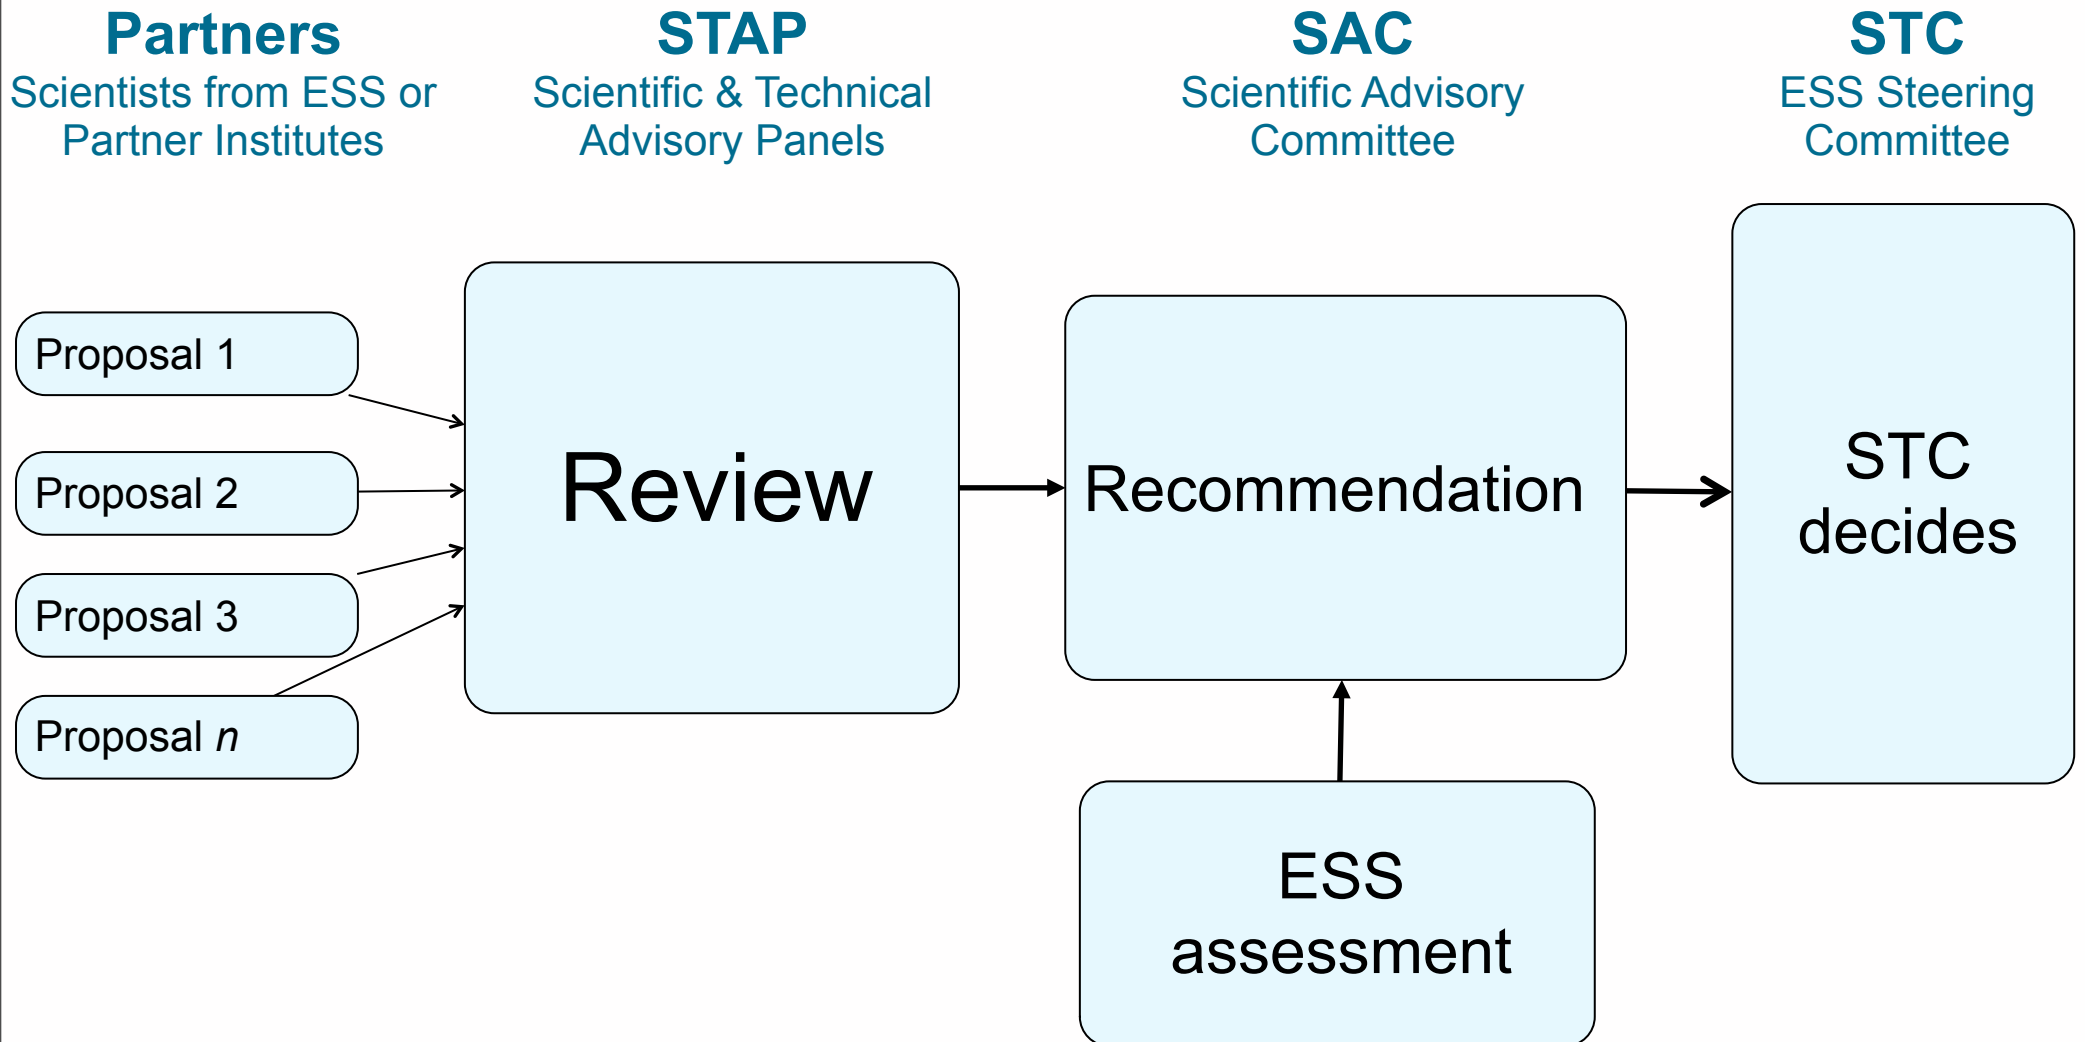 Partners
Scientists from ESS or
Partner Institutes
STAP
Scientific & Technical
Advisory Panels
SAC
Scientific Advisory
Committee
STC
ESS Steering
Committee
Proposal 1
Proposal 2
Proposal 3
Proposal n
Review
Recommendation
STC
decides
ESS
assessment